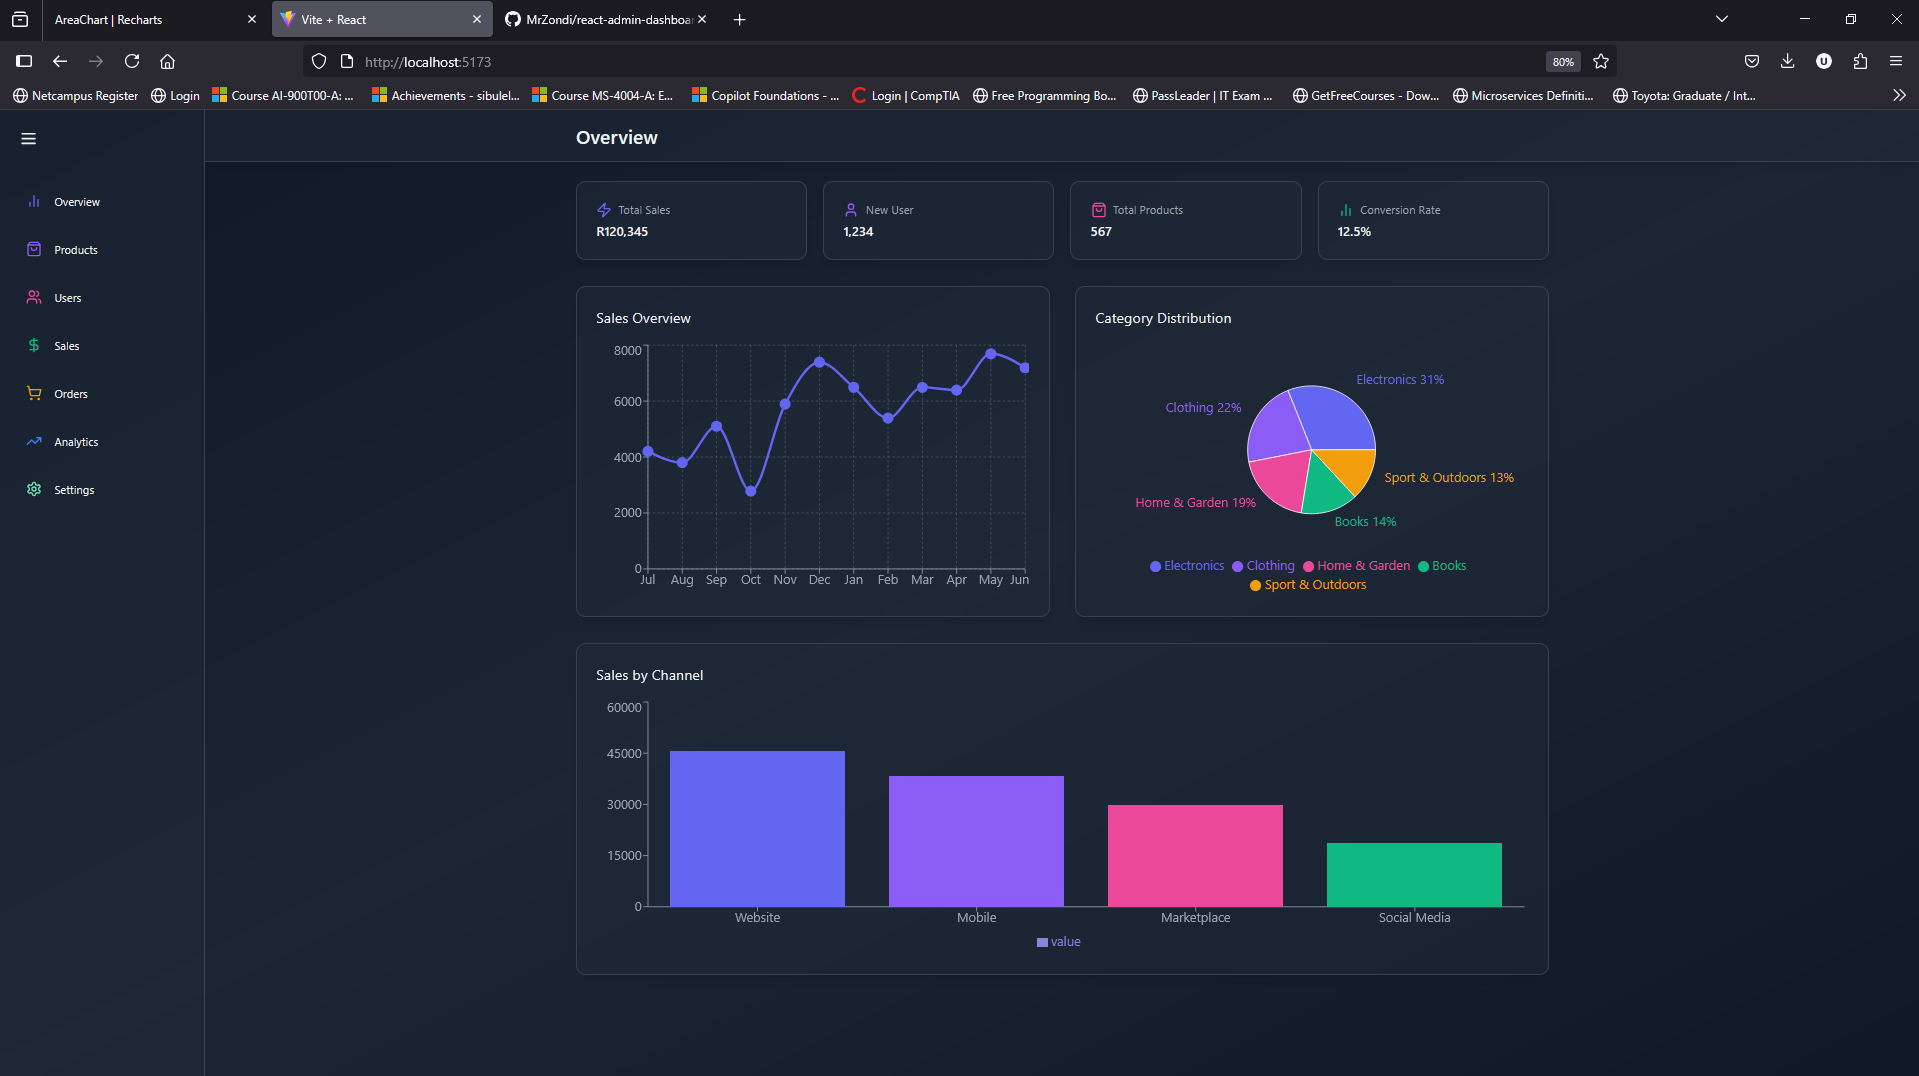 AreaChart | Recharts
Vite + React
MrZondi/react-admin-dashboar
http://localhost:5173
80%
Netcampus Register
Login
Course AI-900T00-A: ...
Achievements - sibulel...
Course MS-4004-A: E...
Copilot Foundations - ...
Login | CompTIA
Free Programming Bo...
PassLeader | IT Exam ...
GetFreeCourses - Dow...
Microservices Definiti...
Toyota: Graduate / Int...
Overview
Overview
Products
Users
Sales
Orders
Analytics
Settings
Total Sales
R120,345
New User
1,234
Total Products
567
Conversion Rate
12.5%
Sales Overview
8000
6000
4000
2000
0
Jul Aug Sep Oct Nov Dec Jan Feb Mar Apr May Jun
Category Distribution
Electronics 31%
Clothing 22%
Sport & Outdoors 13%
Home & Garden 19%
Books 14%
Electronics Clothing Home & Garden Books
Sport & Outdoors
Sales by Channel
60000
45000
30000
15000
0
Website Mobile Marketplace Social Media
value